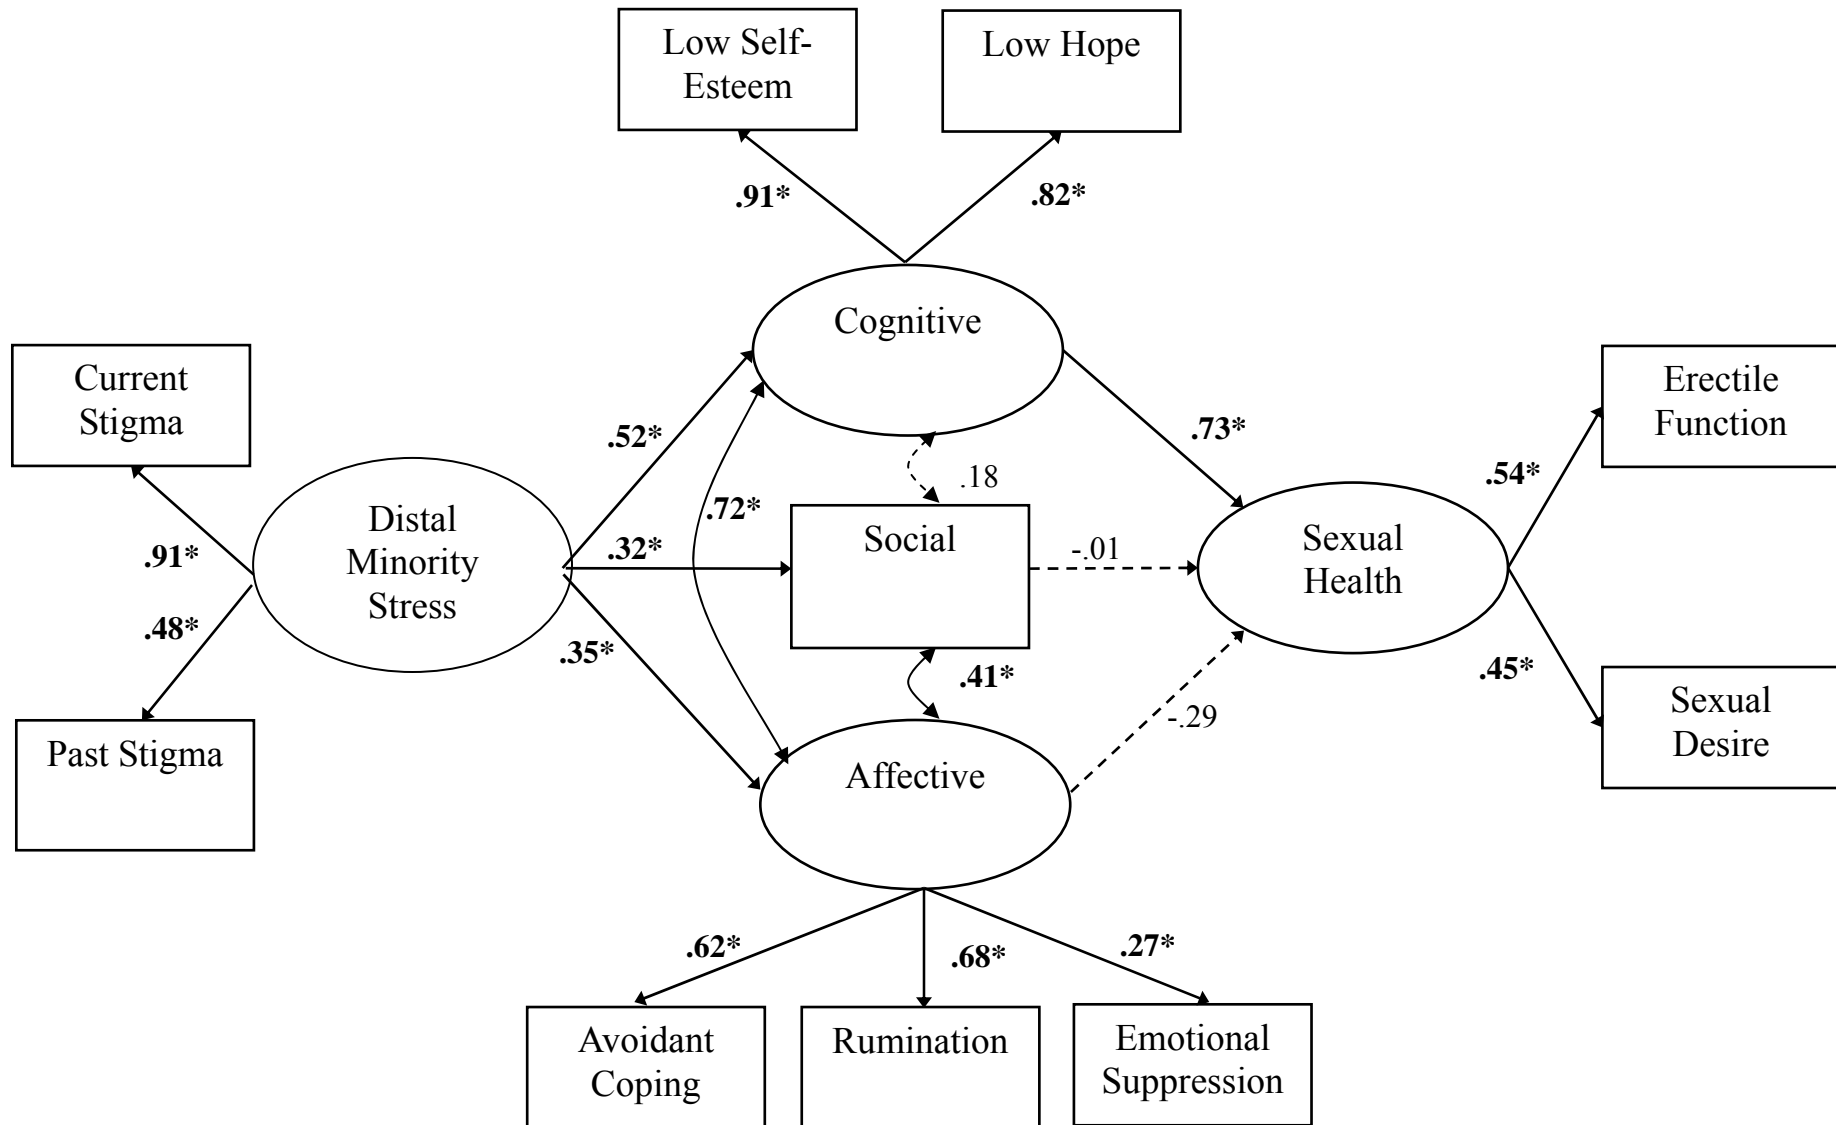 Low Self-
Esteem
Low Hope
.91*
.82*
Cognitive
Current
Stigma
Erectile
Function
.52*
.73*
.18
.54*
.72*
Distal
Minority
Stress
.91*
.32*
Social
-.01
Sexual
Health
.48*
.35*
.41*
.45*
-.29
Past Stigma
Sexual
Desire
Affective
.62*
.68*
.27*
Avoidant
Coping
Rumination
Emotional
Suppression